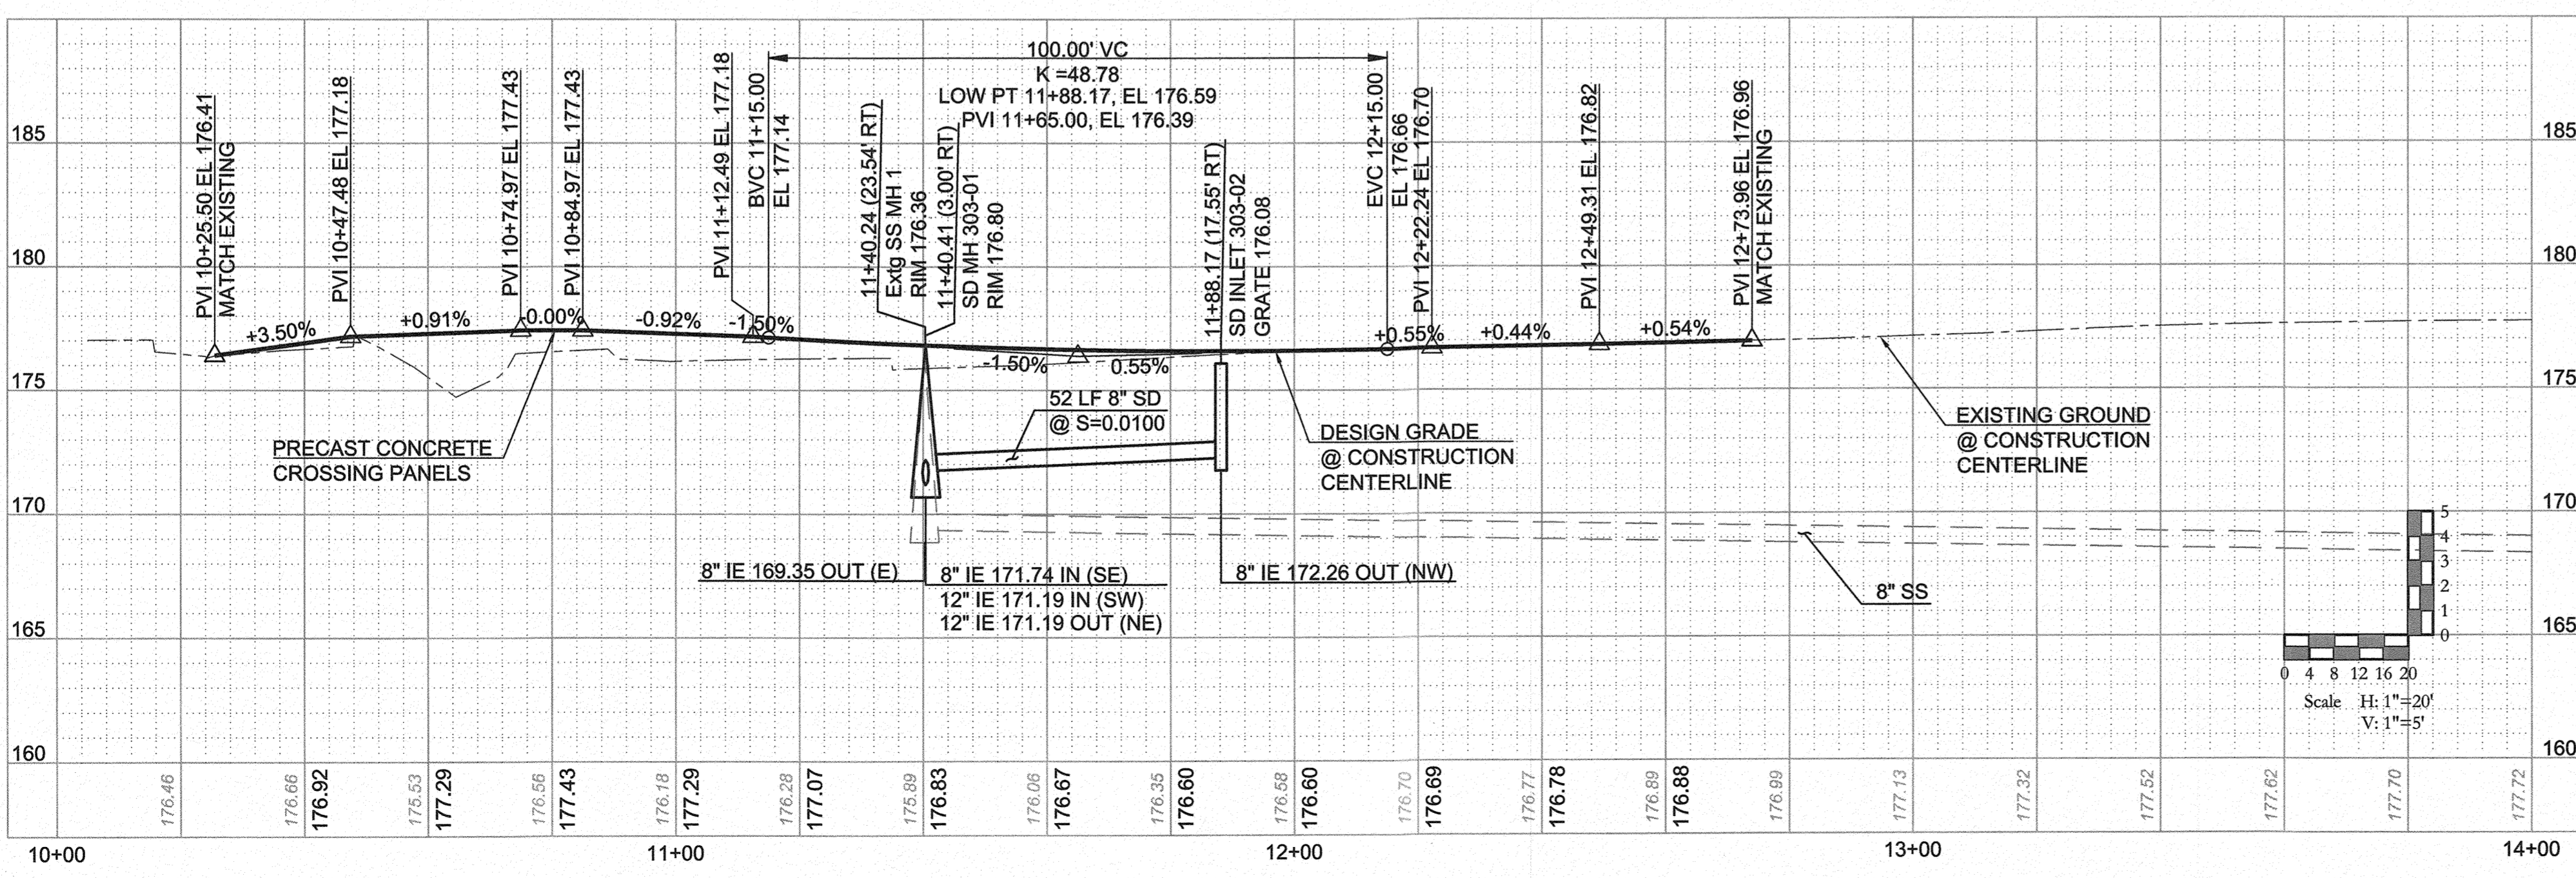 100.00' VC
K =48.78
LOW PT 11+88.17, EL 176.59
PVI 11+65.00, EL 176.39
PVI 10+25.50 EL 176.41
MATCH EXISTING
PVI 10+47.48 EL 177.18
PVI 10+74.97 EL 177.43
PVI 10+84.97 EL 177.43
PVI 11+12.49 EL 177.18
BVC 11+15.00
EL 177.14
11+40.24 (23.54' RT)
Extg SS MH 1
RIM 176.36
11+40.41 (3.00' RT)
SD MH 303-01
RIM 176.80
11+88.17 (17.55' RT)
SD INLET 303-02
GRATE 176.08
EVC 12+15.00
EL 176.66
PVI 12+22.24 EL 176.70
PVI 12+49.31 EL 176.82
PVI 12+73.96 EL 176.96
MATCH EXISTING
185
185
180
180
175
175
170
170
165
165
160
160
+3.50%
+0.91%
-0.00%
-0.92%
-1.50%
-1.50%
0.55%
+0.55%
+0.44%
+0.54%
52 LF 8" SD
@ S=0.0100
PRECAST CONCRETE
CROSSING PANELS
DESIGN GRADE
@ CONSTRUCTION
CENTERLINE
EXISTING GROUND
@ CONSTRUCTION
CENTERLINE
8" IE 169.35 OUT (E)
8" IE 171.74 IN (SE)
12" IE 171.19 IN (SW)
12" IE 171.19 OUT (NE)
8" IE 172.26 OUT (NW)
8" SS
5
4
3
2
1
0
0 4 8 12 16 20
Scale H: 1"=20'
V: 1"=5'
176.46
176.66
176.92
175.53
177.29
176.56
177.43
176.18
177.29
176.28
177.07
175.89
176.83
176.06
176.67
176.35
176.60
176.58
176.60
176.70
176.69
176.77
176.78
176.89
176.88
176.99
177.13
177.32
177.52
177.62
177.70
177.72
10+00
11+00
12+00
13+00
14+00